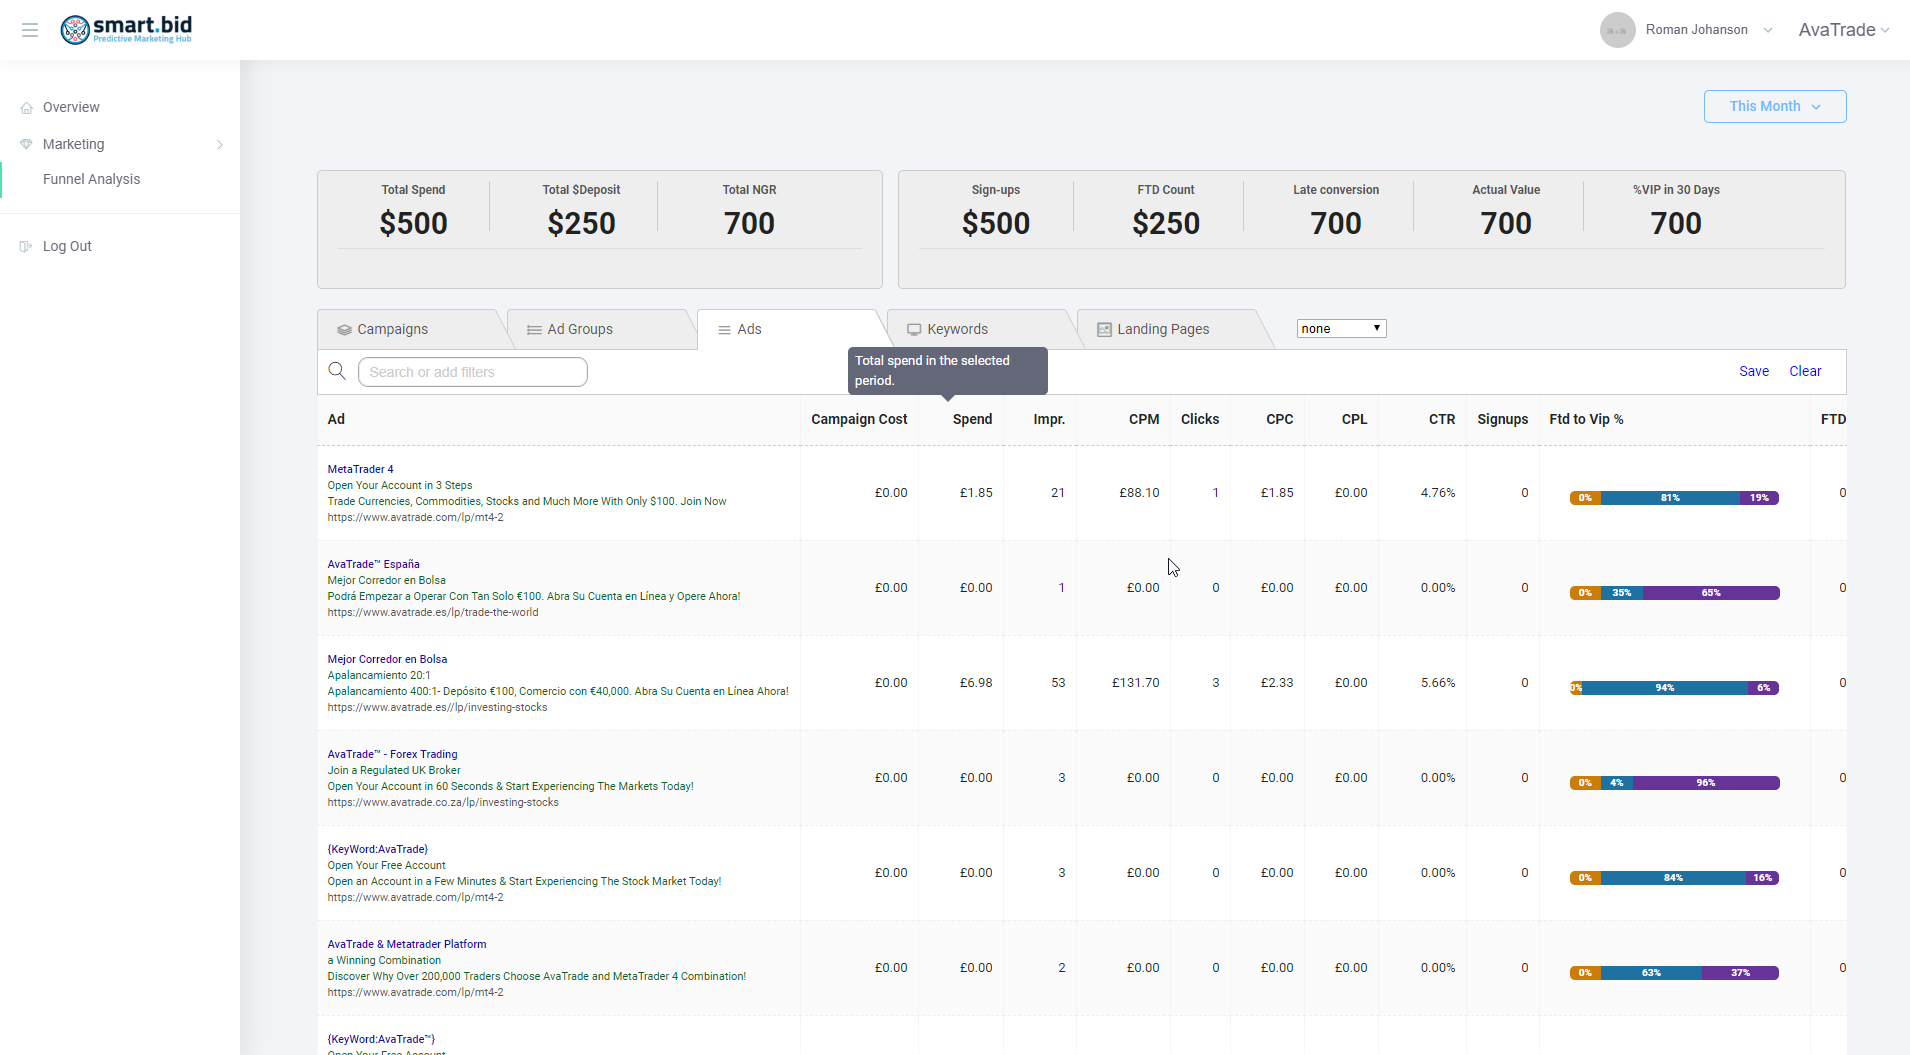 smart.bid
Predictive Marketing Hub
Roman Johanson
AvaTrade
Overview
Marketing
Funnel Analysis
Log Out
This Month
Total Spend Total $Deposit Total NGR
$500 $250 700
Sign-ups FTD Count Late conversion Actual Value %VIP in 30 Days
$500 $250 700 700 700
Campaigns Ad Groups Ads Keywords Landing Pages none
Search or add filters
Total spend in the selected
period.
Save Clear
Ad Campaign Cost Spend Impr. CPM Clicks CPC CPL CTR Signups Ftd to Vip % FTD
MetaTrader 4
Open Your Account in 3 Steps
Trade Currencies, Commodities, Stocks and Much More With Only $100. Join Now
https://www.avatrade.com/lp/mt4-2
£0.00 £1.85 21 £88.10 1 £1.85 £0.00 4.76% 0 0% 81% 19% 0
AvaTrade™ España
Mejor Corredor en Bolsa
Podrá Empezar a Operar Con Tan Solo €100. Abra Su Cuenta en Línea y Opere Ahora!
https://www.avatrade.es/lp/trade-the-world
£0.00 £0.00 1 £0.00 0 £0.00 £0.00 0.00% 0 0% 35% 65% 0
Mejor Corredor en Bolsa
Apalancamiento 20:1
Apalancamiento 400:1- Depósito €100, Comercio con €40,000. Abra Su Cuenta en Línea Ahora!
https://www.avatrade.es//lp/investing-stocks
£0.00 £6.98 53 £131.70 3 £2.33 £0.00 5.66% 0 0% 94% 6% 0
AvaTrade™ - Forex Trading
Join a Regulated UK Broker
Open Your Account in 60 Seconds & Start Experiencing The Markets Today!
https://www.avatrade.co.za/lp/investing-stocks
£0.00 £0.00 3 £0.00 0 £0.00 £0.00 0.00% 0 0% 4% 96% 0
{KeyWord:AvaTrade}
Open Your Free Account
Open an Account in a Few Minutes & Start Experiencing The Stock Market Today!
https://www.avatrade.com/lp/mt4-2
£0.00 £0.00 3 £0.00 0 £0.00 £0.00 0.00% 0 0% 84% 16% 0
AvaTrade & Metatrader Platform
a Winning Combination
Discover Why Over 200,000 Traders Choose AvaTrade and MetaTrader 4 Combination!
https://www.avatrade.com/lp/mt4-2
£0.00 £0.00 2 £0.00 0 £0.00 £0.00 0.00% 0 0% 63% 37% 0
{KeyWord:AvaTrade™}
Open Your Free Account